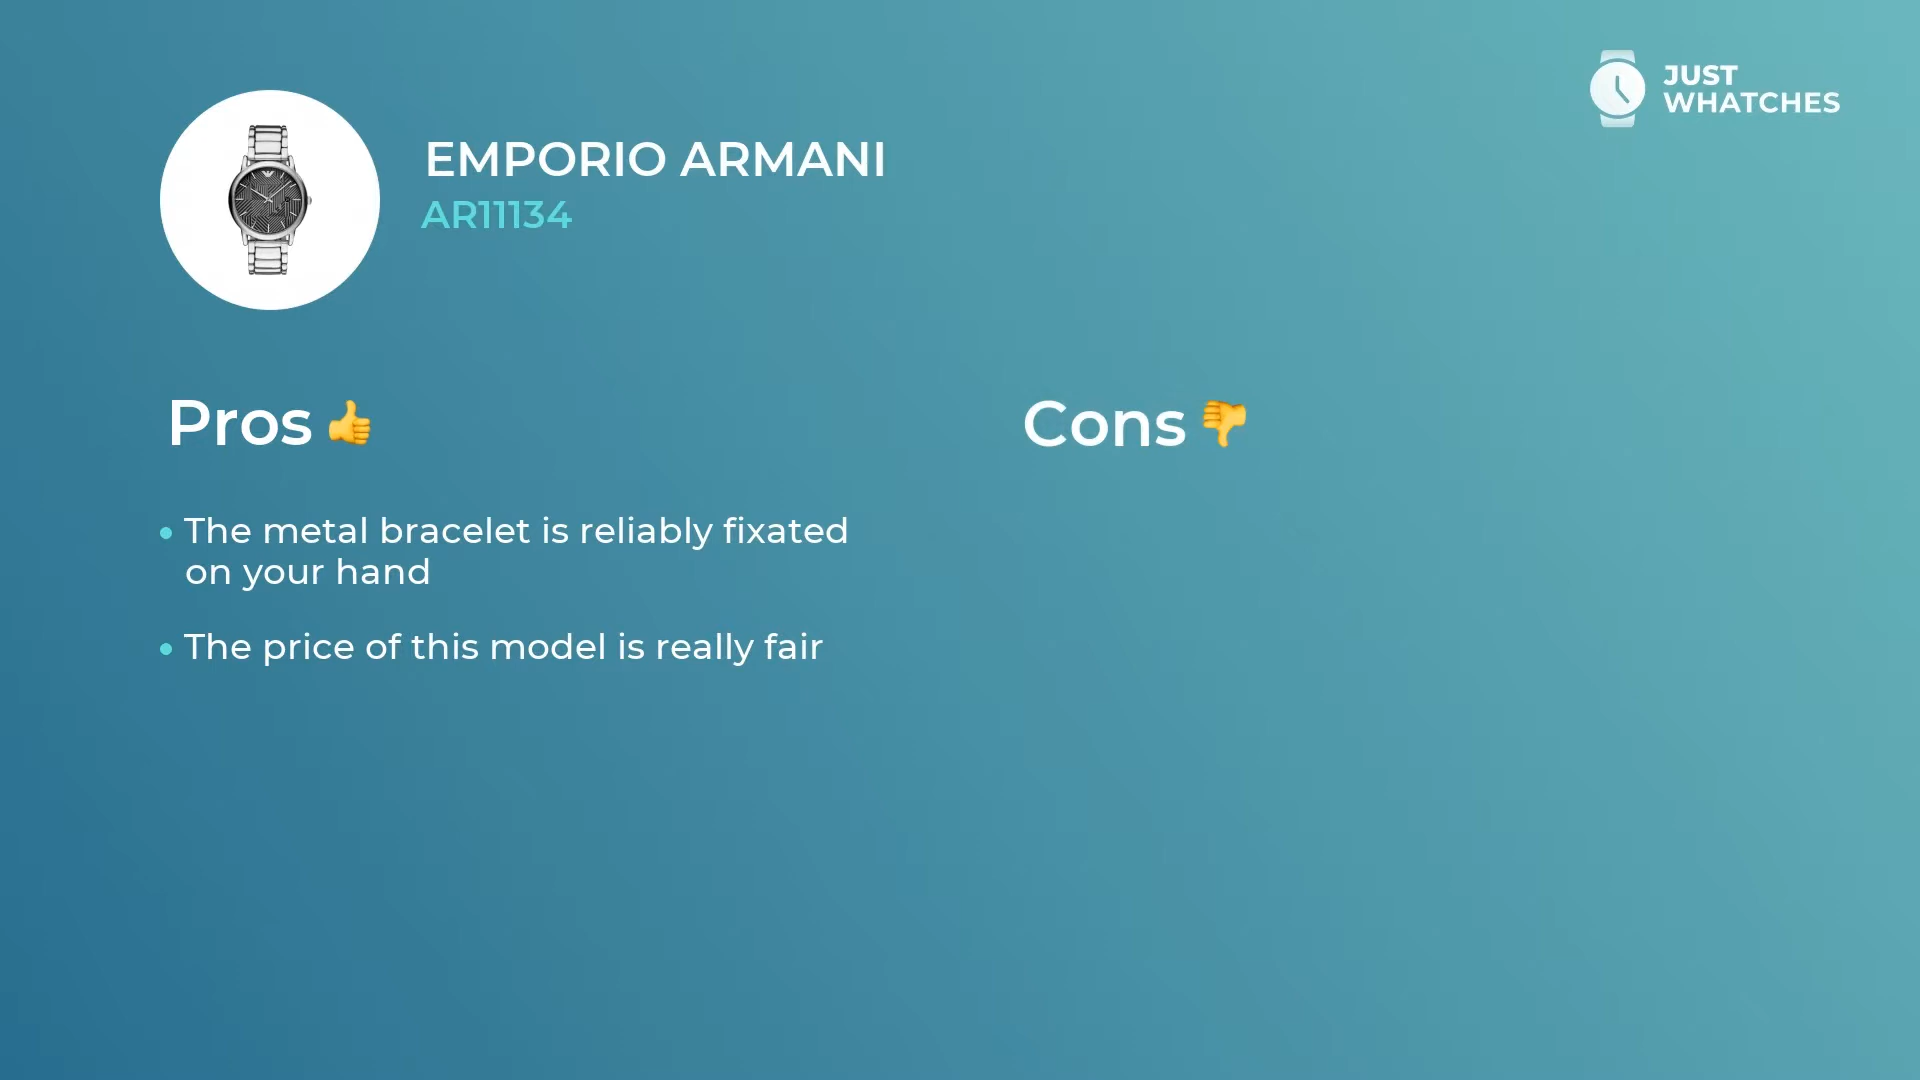 JUST
WHATCHES
EMPORIO ARMANI
AR11134
Pros 👍
Cons 👎
• The metal bracelet is reliably fixated
on your hand
• The price of this model is really fair